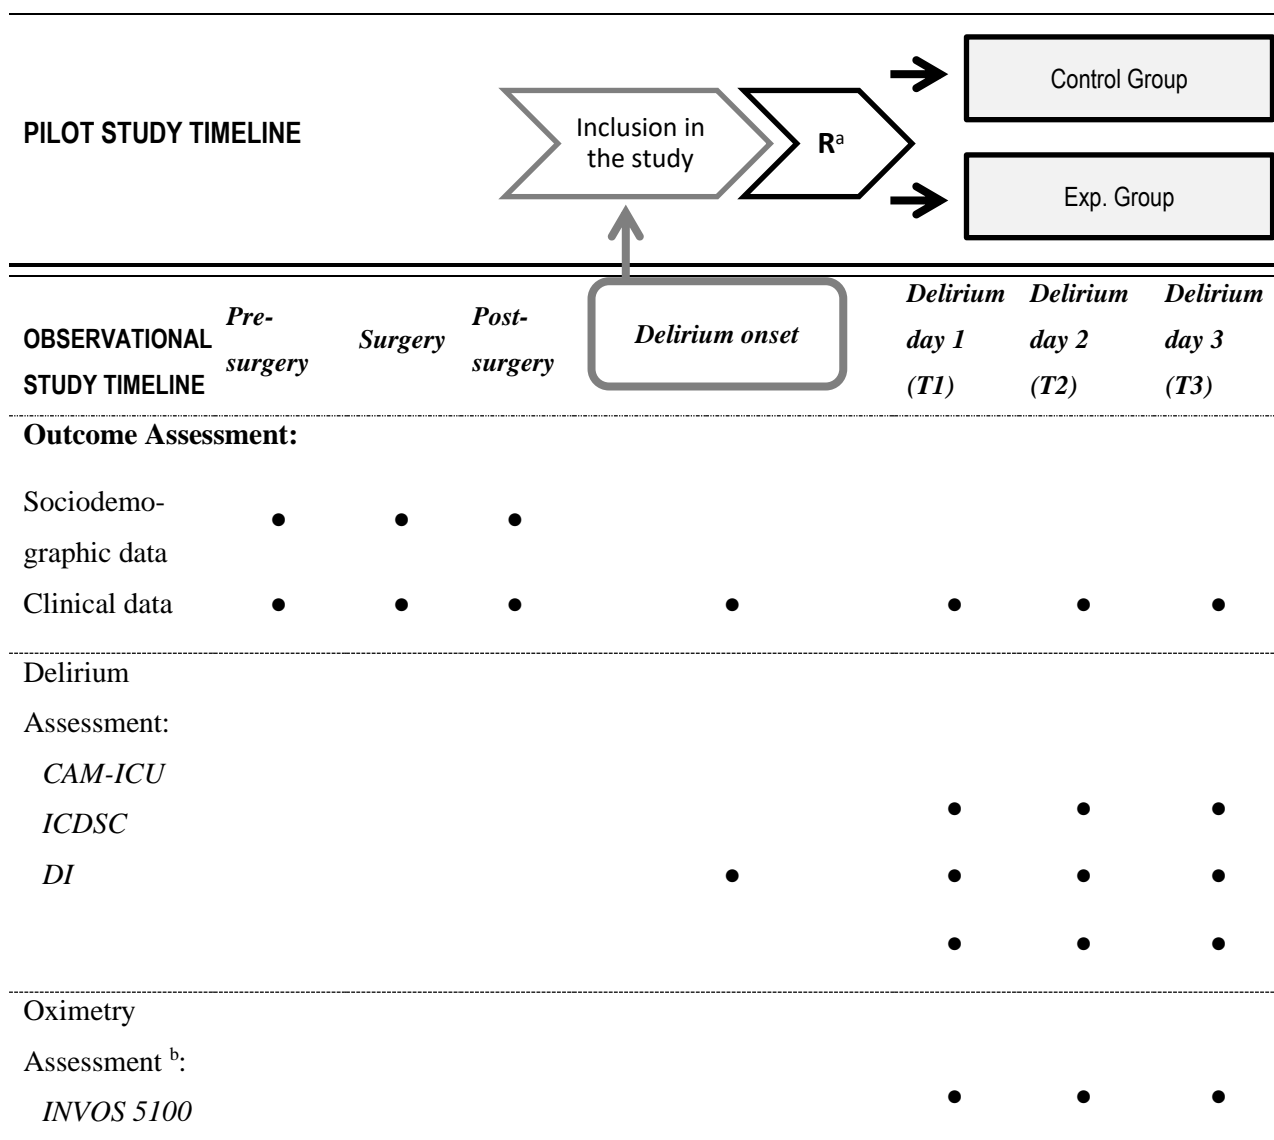 PILOT STUDY TIMELINE
Inclusion in
the study
Rᵃ
Control Group
Exp. Group
OBSERVATIONAL
STUDY TIMELINE
Pre-
surgery
Surgery
Post-
surgery
Delirium onset
Delirium
day 1
(T1)
Delirium
day 2
(T2)
Delirium
day 3
(T3)
Outcome Assessment:
Sociodemo-
graphic data
● ● ●
Clinical data ● ● ● ● ● ● ●
Delirium
Assessment:
CAM-ICU
● ● ●
ICDSC
DI ● ● ● ●
● ● ●
Oximetry
Assessment ᵇ:
● ● ●
INVOS 5100